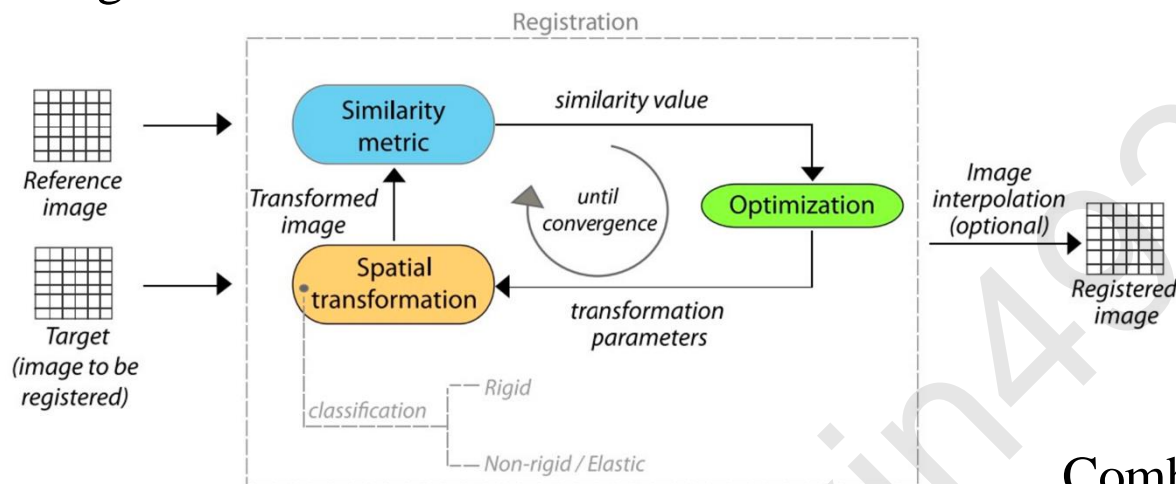 Registration
Reference
image
Target
(image to be
registered)
Similarity
metric
similarity value
Transformed
image
until
convergence
Optimization
Spatial
transformation
transformation
parameters
classification
Rigid
Non-rigid / Elastic
Image
interpolation
(optional)
Registered
image